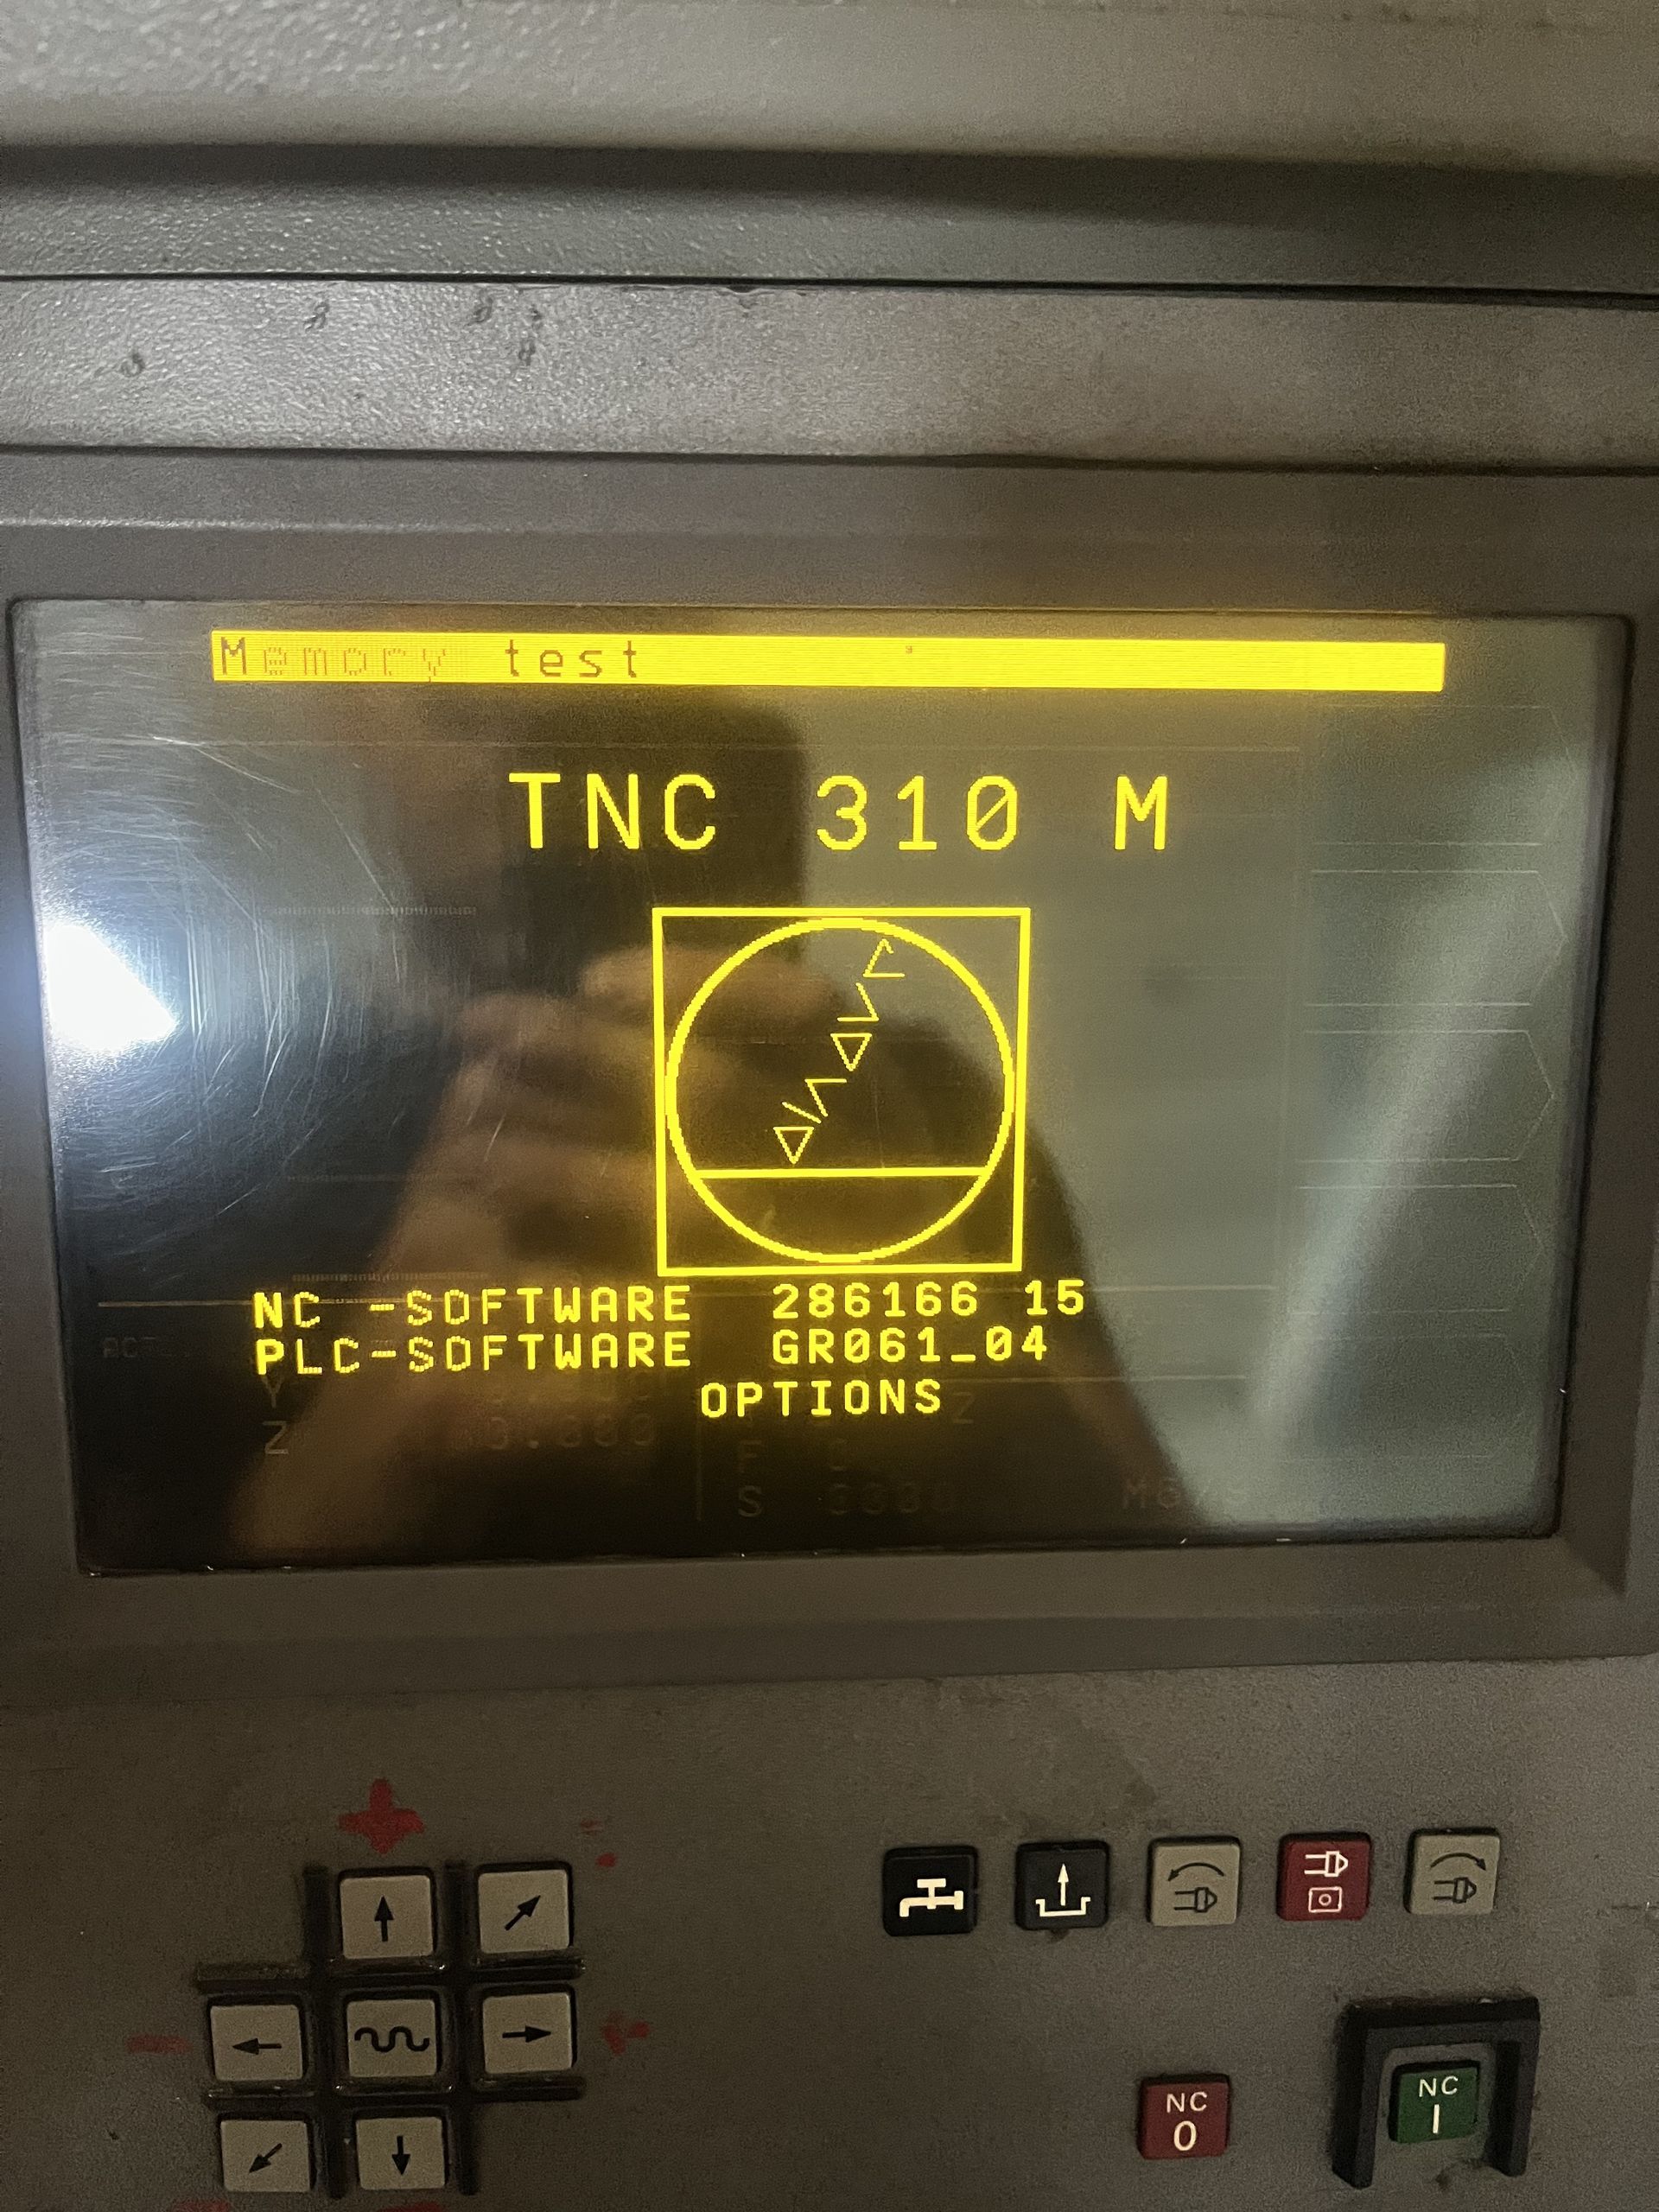 Memory test
TNC 310 M
NC -SOFTWARE 286166 15
PLC-SOFTWARE GR061_04
OPTIONS
Y
Z
F
S
NC
0
NC
I